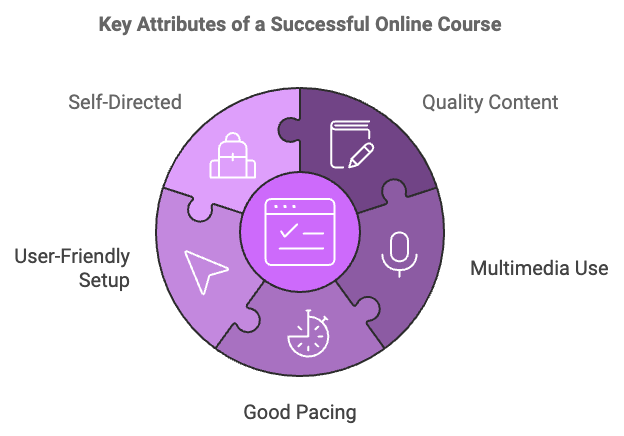 Key Attributes of a Successful Online Course
Self-Directed
Quality Content
User-Friendly
Setup
Multimedia Use
Good Pacing